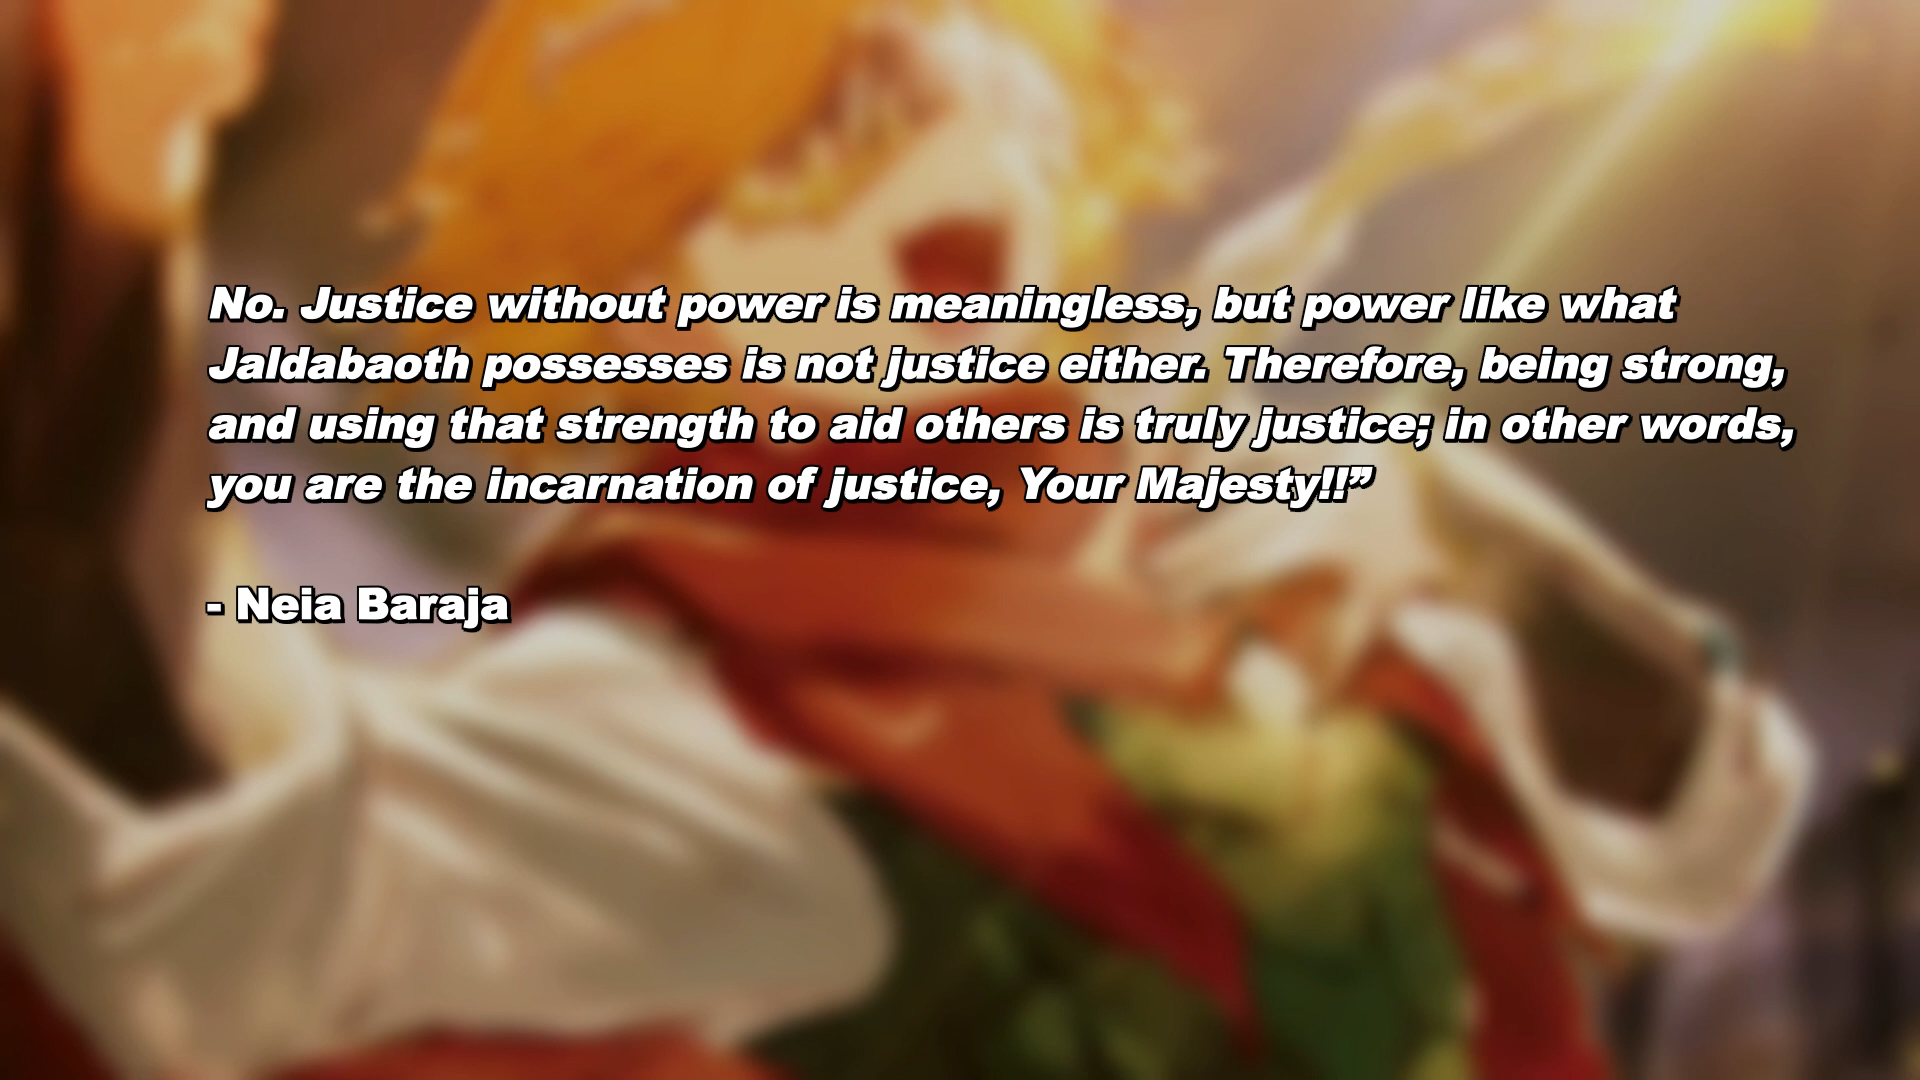 No. Justice without power is meaningless, but power like what
Jaldabaoth possesses is not justice either. Therefore, being strong,
and using that strength to aid others is truly justice; in other words,
you are the incarnation of justice, Your Majesty!!”
- Neia Baraja